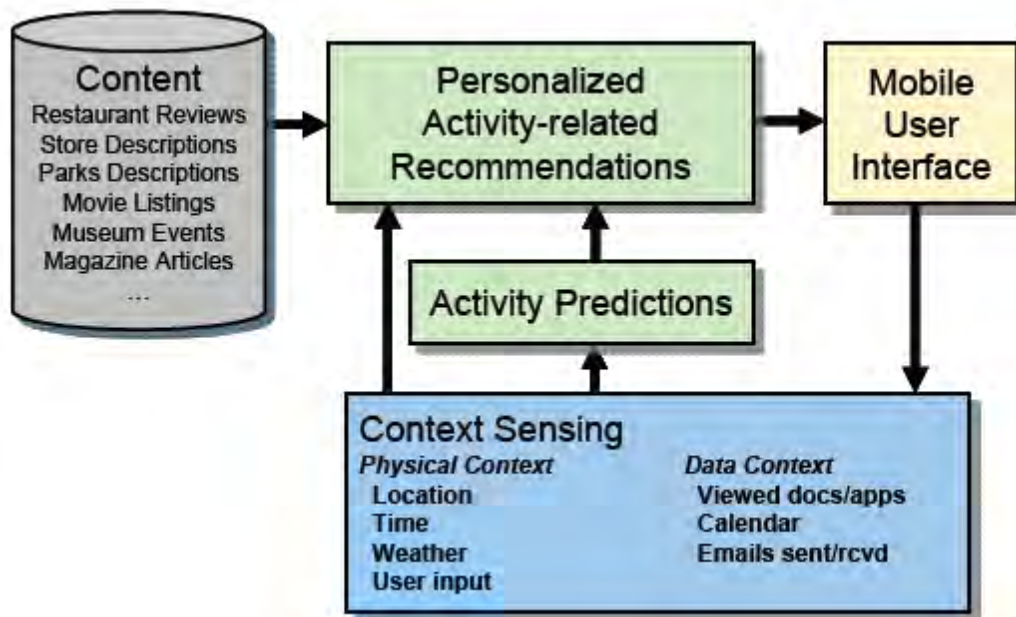 Content
Restaurant Reviews
Store Descriptions
Parks Descriptions
Movie Listings
Museum Events
Magazine Articles
...
Personalized
Activity-related
Recommendations
Mobile
User
Interface
Activity Predictions
Context Sensing
Physical Context
Location
Time
Weather
User input
Data Context
Viewed docs/apps
Calendar
Emails sent/rcvd